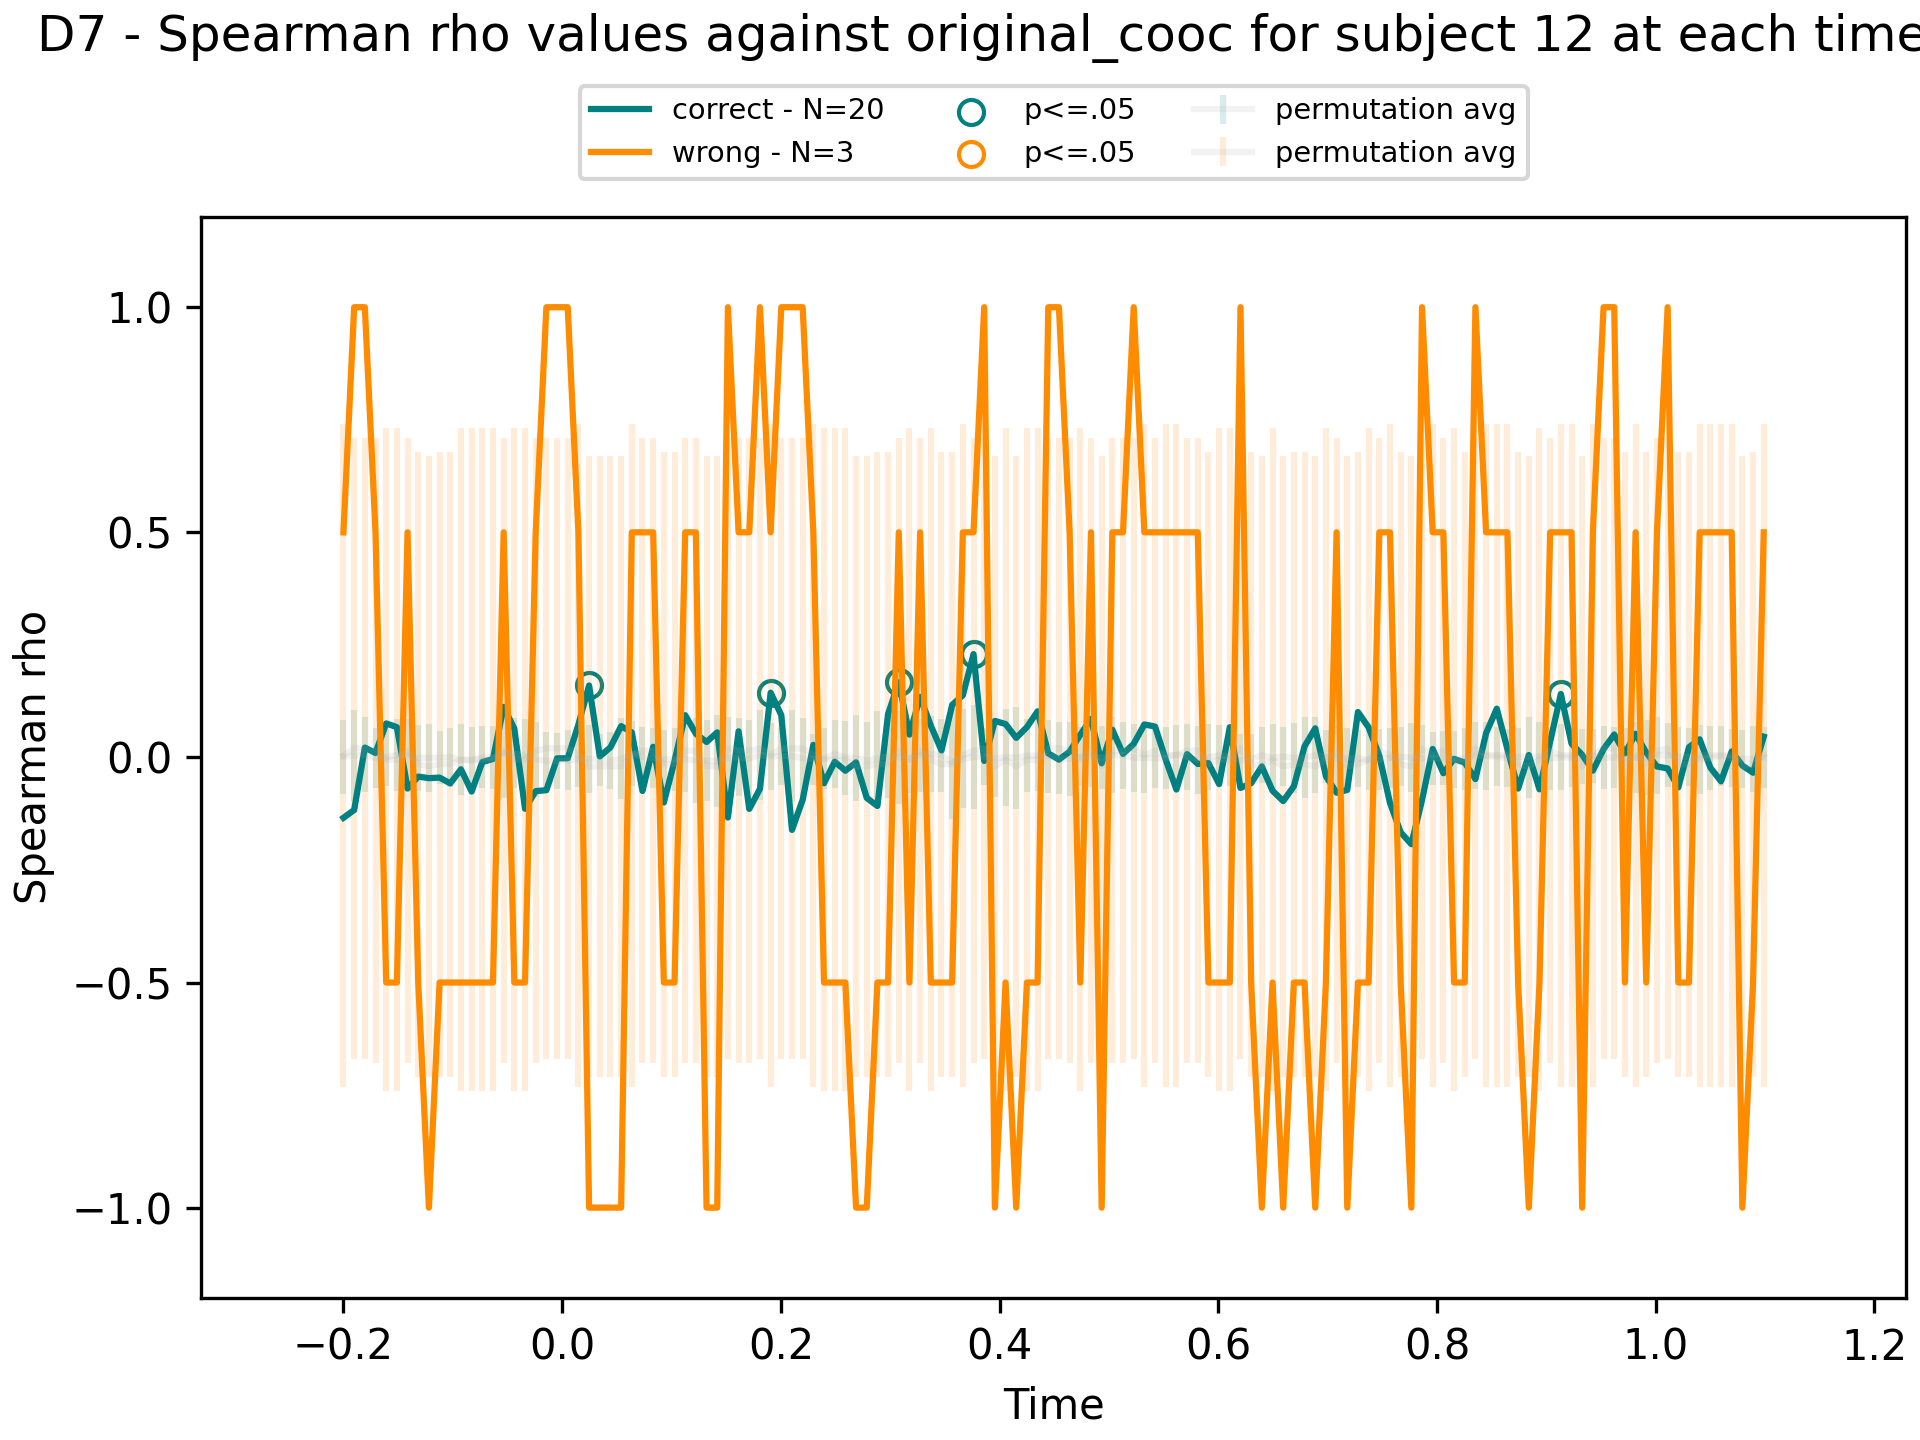 D7 - Spearman rho values against original_cooc for subject 12 at each time
correct - N=20
wrong - N=3
p<=.05
p<=.05
permutation avg
permutation avg
1.0
0.5
0.0
−0.5
−1.0
Spearman rho
−0.2 0.0 0.2 0.4 0.6 0.8 1.0 1.2
Time